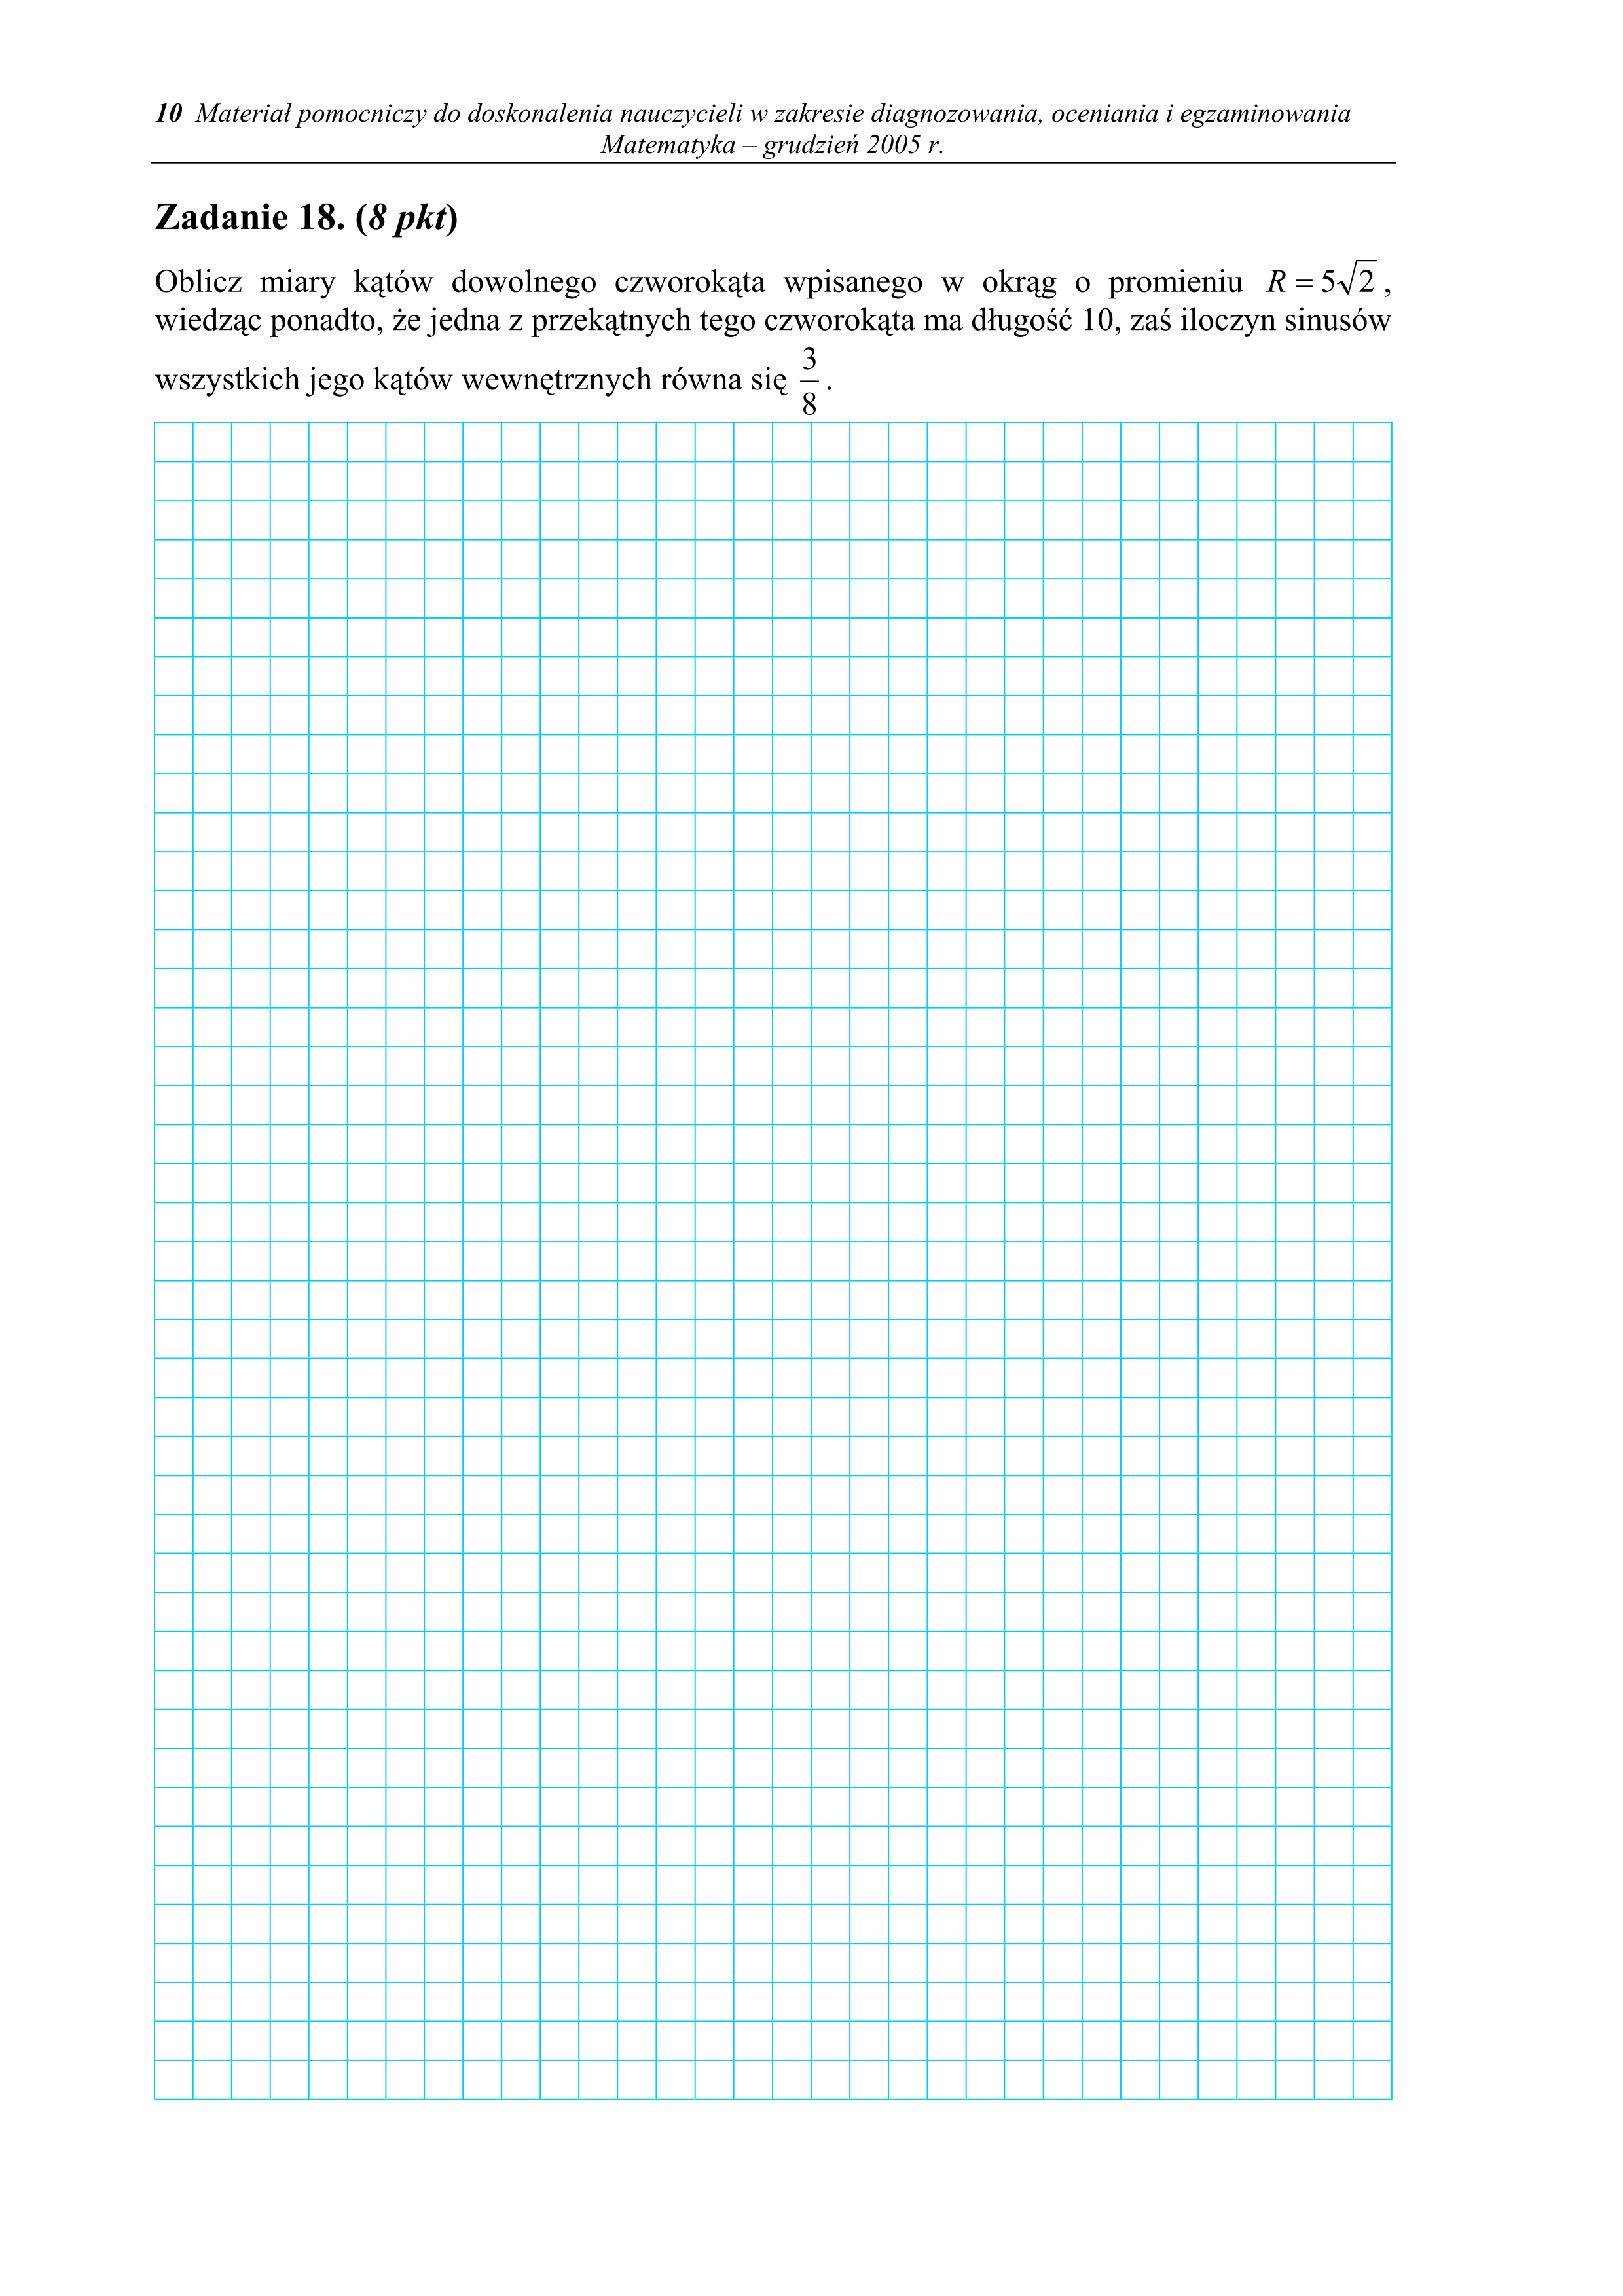 10 Materiał pomocniczy do doskonalenia nauczycieli w zakresie diagnozowania, oceniania i egzaminowania
Matematyka – grudzień 2005 r.
Zadanie 18. (8 pkt)
Oblicz miary kątów dowolnego czworokąta wpisanego w okrąg o promieniu R = 5√2 ,
wiedząc ponadto, że jedna z przekątnych tego czworokąta ma długość 10, zaś iloczyn sinusów
wszystkich jego kątów wewnętrznych równa się 3/8 .